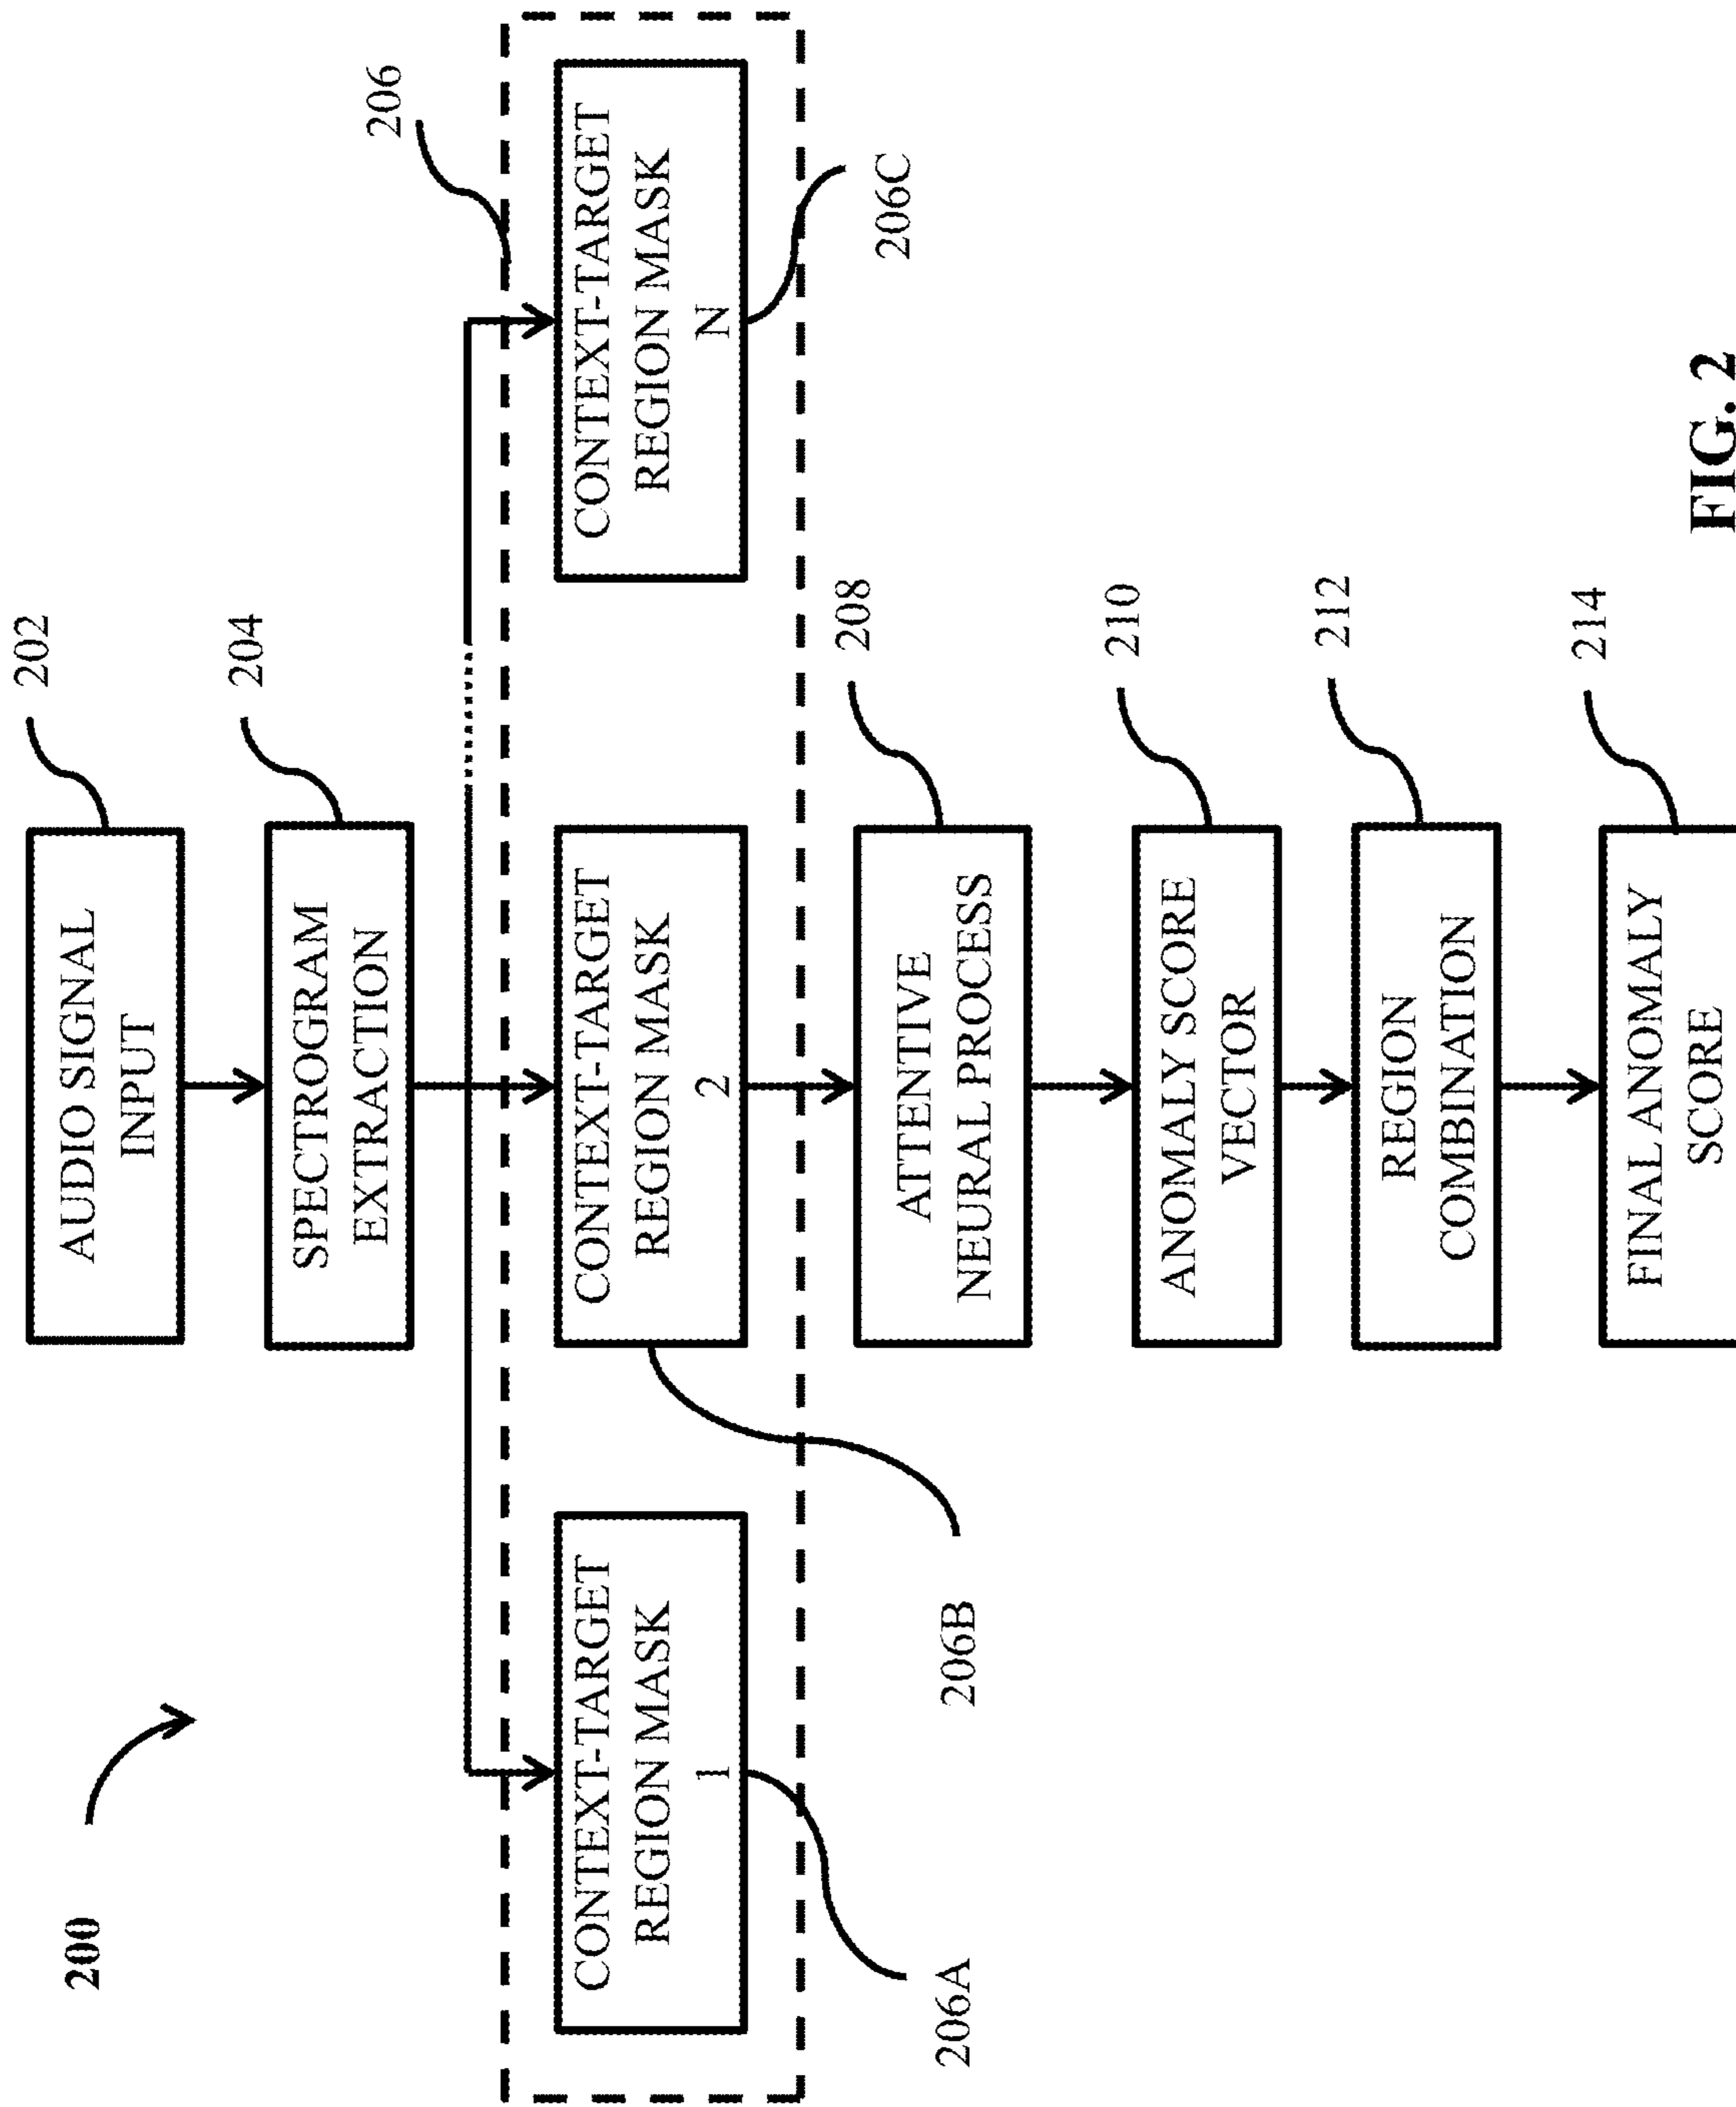 200
202
AUDIO SIGNAL
INPUT
204
SPECTROGRAM
EXTRACTION
206
CONTEXT-TARGET
REGION MASK
1
CONTEXT-TARGET
REGION MASK
2
CONTEXT-TARGET
REGION MASK
N
206A
206B
206C
208
ATTENTIVE
NEURAL PROCESS
210
ANOMALY SCORE
VECTOR
212
REGION
COMBINATION
214
FINAL ANOMALY
SCORE
FIG. 2